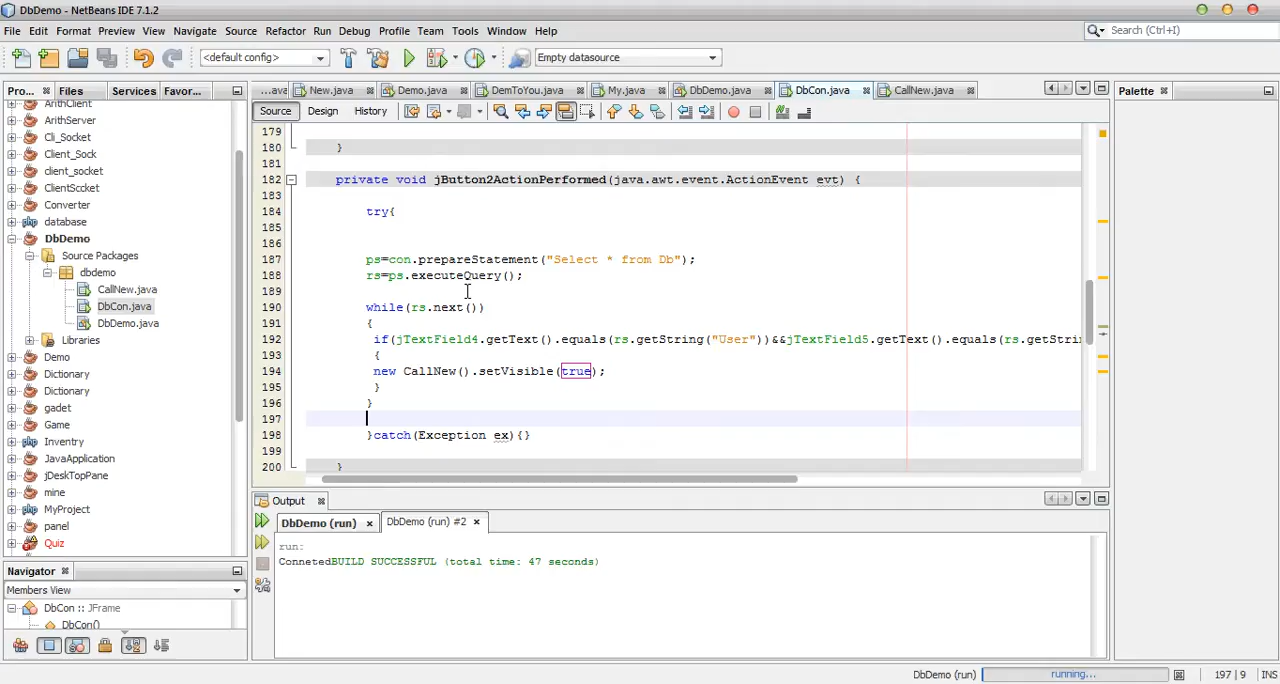 DbDemo - NetBeans IDE 7.1.2
File Edit Format Preview View Navigate Source Refactor Run Debug Profile Team Tools Window Help
Search (Ctrl+I)
<default config>
Empty datasource
Pro... Files Services Favor...
...ava New.java Demo.java DemToYou.java My.java DbDemo.java DbCon.java CallNew.java
Palette
Source Design History
ArithClient
ArithServer
Cli_Socket
Client_Sock
client_socket
ClientSccket
Converter
database
DbDemo
Source Packages
dbdemo
CallNew.java
DbCon.java
DbDemo.java
Libraries
Demo
Dictionary
Dictionary
gadet
Game
Inventry
JavaApplication
jDeskTopPane
mine
MyProject
panel
Quiz
179
180 }
181
182 private void jButton2ActionPerformed(java.awt.event.ActionEvent evt) {
183
184 try{
185
186
187 ps=con.prepareStatement("Select * from Db");
188 rs=ps.executeQuery();
189
190 while(rs.next())
191 {
192 if(jTextField4.getText().equals(rs.getString("User"))&&jTextField5.getText().equals(rs.getStrin
193 {
194 new CallNew().setVisible(true);
195 }
196 }
197
198 }catch(Exception ex){}
199
200 }
Output
DbDemo (run) DbDemo (run) #2
run:
ConnetedBUILD SUCCESSFUL (total time: 47 seconds)
Navigator
Members View
DbCon :: JFrame
DbCon()
DbDemo (run) running... 197 | 9 INS